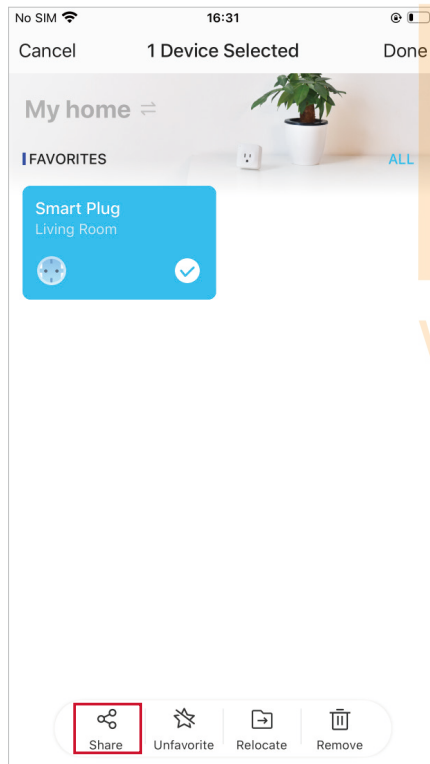 No SIM 16:31
Cancel 1 Device Selected Done
My home
FAVORITES ALL
Smart Plug
Living Room
Share Unfavorite Relocate Remove